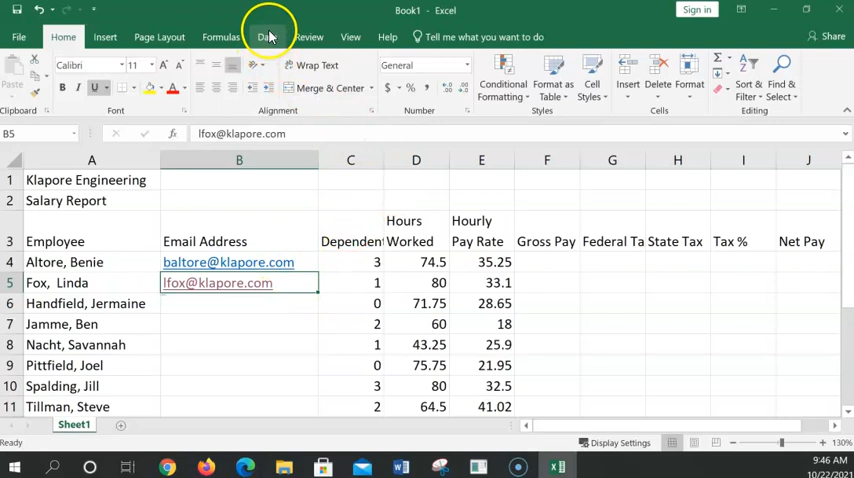 Book1 - Excel
Sign in
File Home Insert Page Layout Formulas Da Review View Help Tell me what you want to do Share
Calibri 11 A A Wrap Text General
B I U A Merge & Center $ % Conditional Formatting Format as Table Cell Styles Insert Delete Format Sort & Filter Find & Select
Clipboard Font Alignment Number Styles Cells Editing
B5 fx lfox@klapore.com
A B C D E F G H I J
1 Klapore Engineering
2 Salary Report
3 Employee Email Address Dependent Hours Worked Hourly Pay Rate Gross Pay Federal Ta State Tax Tax % Net Pay
4 Altore, Benie baltore@klapore.com 3 74.5 35.25
5 Fox, Linda lfox@klapore.com 1 80 33.1
6 Handfield, Jermaine 0 71.75 28.65
7 Jamme, Ben 2 60 18
8 Nacht, Savannah 1 43.25 25.9
9 Pittfield, Joel 0 75.75 21.95
10 Spalding, Jill 3 80 32.5
11 Tillman, Steve 2 64.5 41.02
Sheet1
Ready Display Settings 130%
9:46 AM
10/22/2021